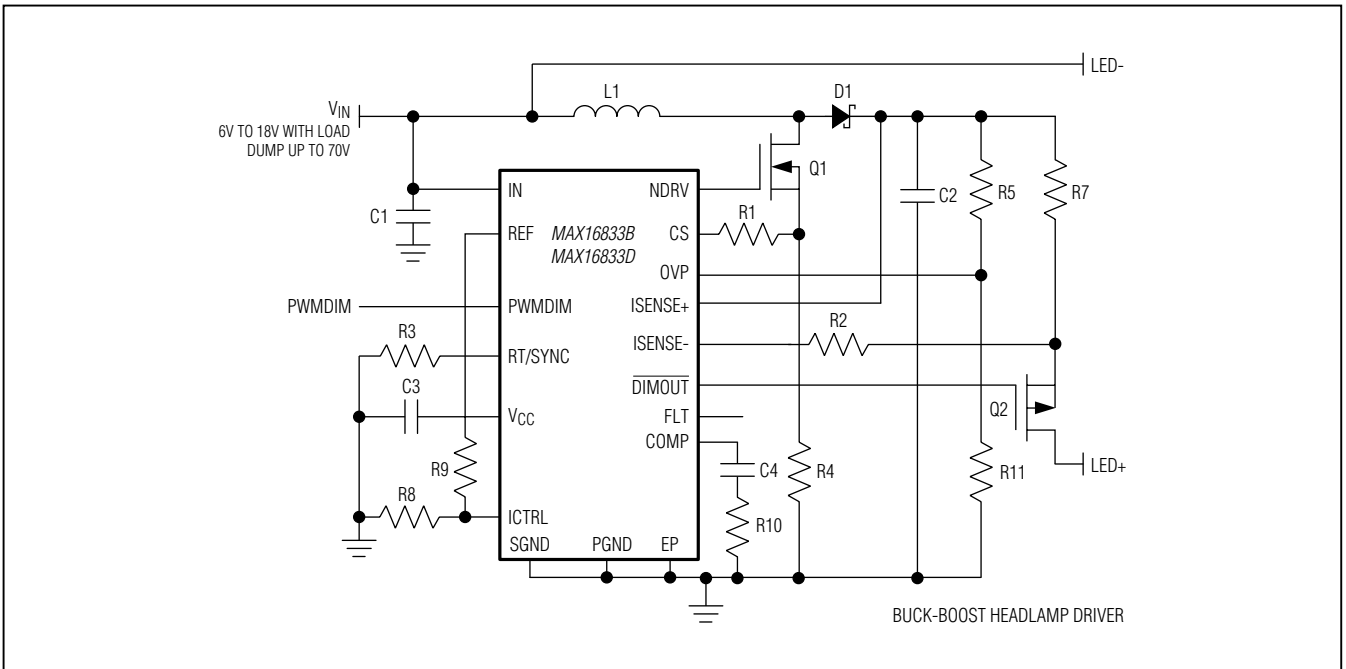 LED-
VIN
6V TO 18V WITH LOAD
DUMP UP TO 70V
L1
D1
Q1
C1
IN
NDRV
R1
C2
R5
R7
REF
MAX16833B
MAX16833D
CS
OVP
PWMDIM
PWMDIM
ISENSE+
R2
R3
RT/SYNC
ISENSE-
C3
DIMOUT
Q2
VCC
FLT
COMP
R9
C4
R4
R11
LED+
R8
R10
ICTRL
SGND
PGND
EP
BUCK-BOOST HEADLAMP DRIVER